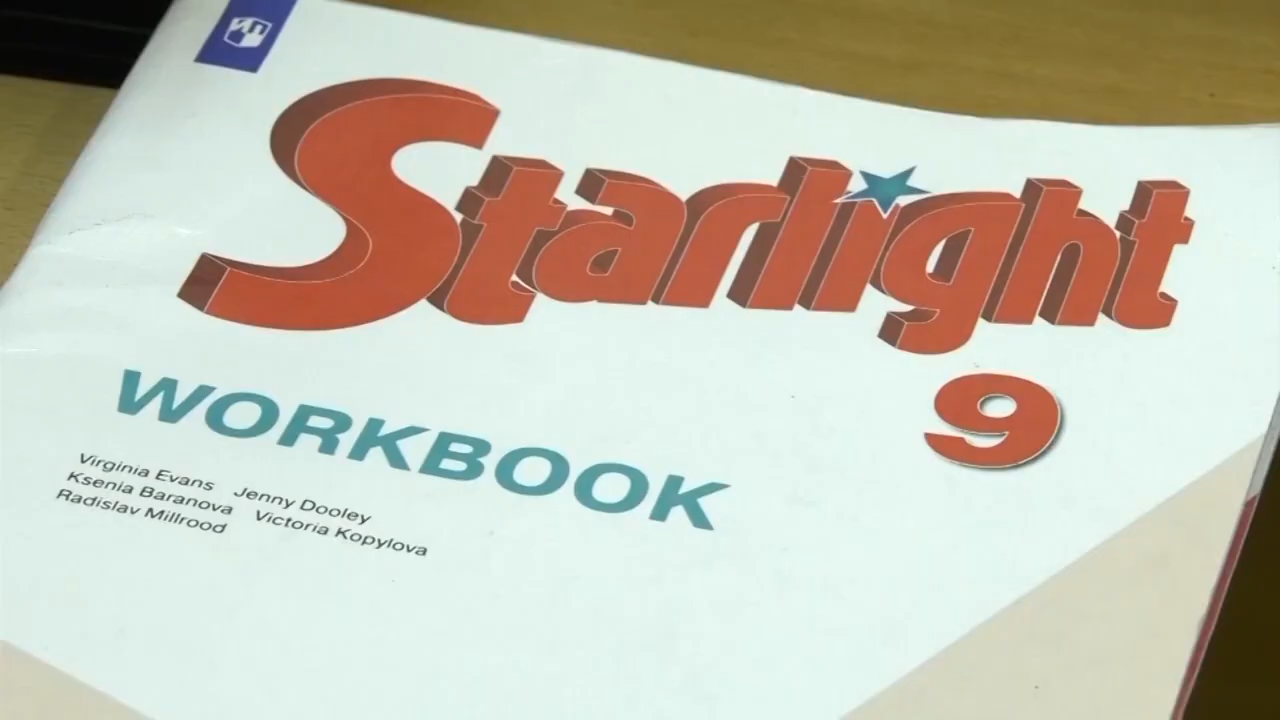 Starlight
9
WORKBOOK
Virginia Evans Jenny Dooley
Ksenia Baranova Victoria Kopylova
Radislav Millrood